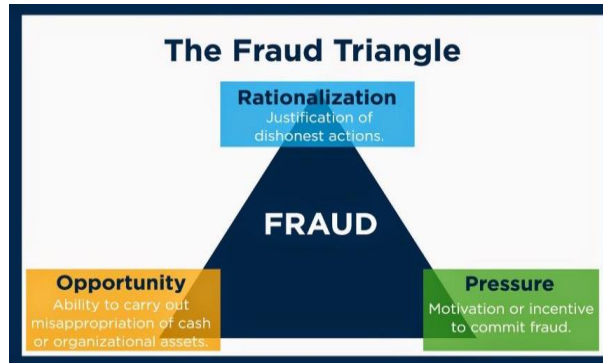 The Fraud Triangle
Rationalization
Justification of
dishonest actions.
FRAUD
Opportunity
Ability to carry out
misappropriation of cash
or organizational assets.
Pressure
Motivation or incentive
to commit fraud.